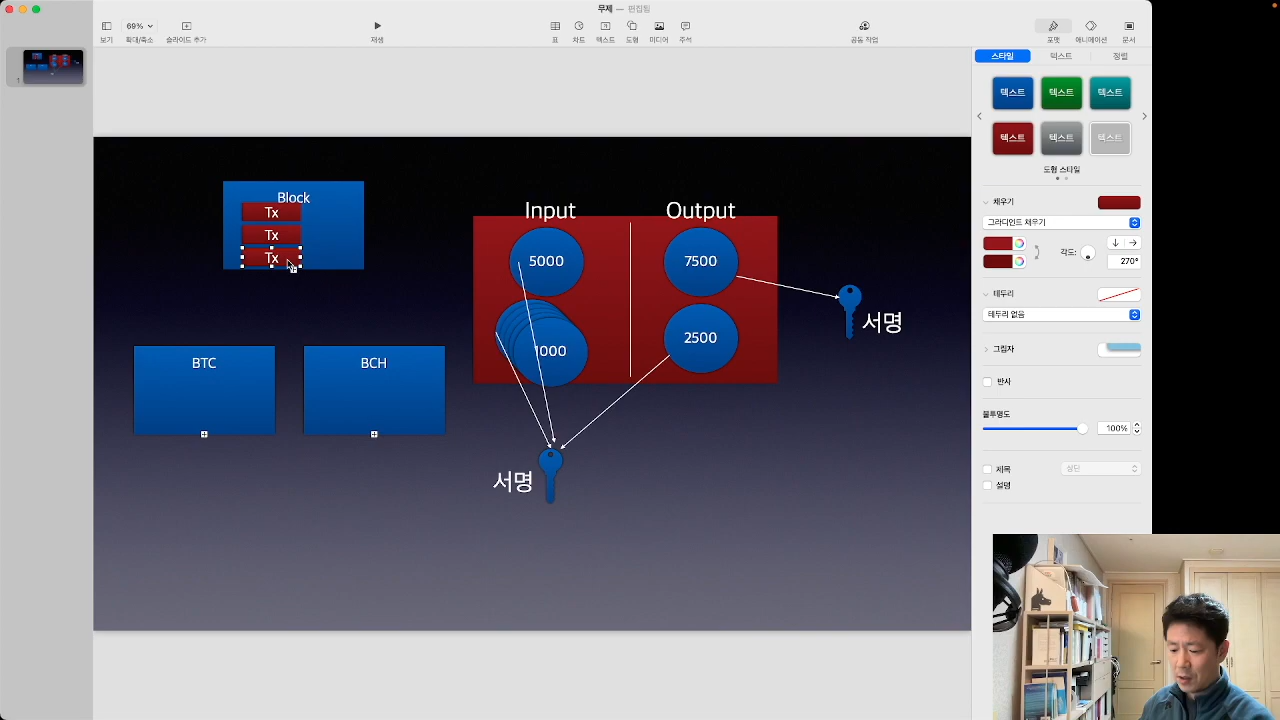 무제 — 편집됨
69%
보기
확대/축소
슬라이드 추가
재생
표
차트
텍스트
도형
미디어
주석
공동 작업
포맷
애니메이션
문서
스타일
텍스트
정렬
1
텍스트
텍스트
텍스트
텍스트
텍스트
텍스트
도형 스타일
채우기
그라디언트 채우기
각도:
270°
테두리
테두리 없음
그림자
반사
불투명도
100%
제목
상단
설명
Block
Tx
Tx
Tx
BTC
BCH
Input
Output
5000
7500
1000
2500
서명
서명